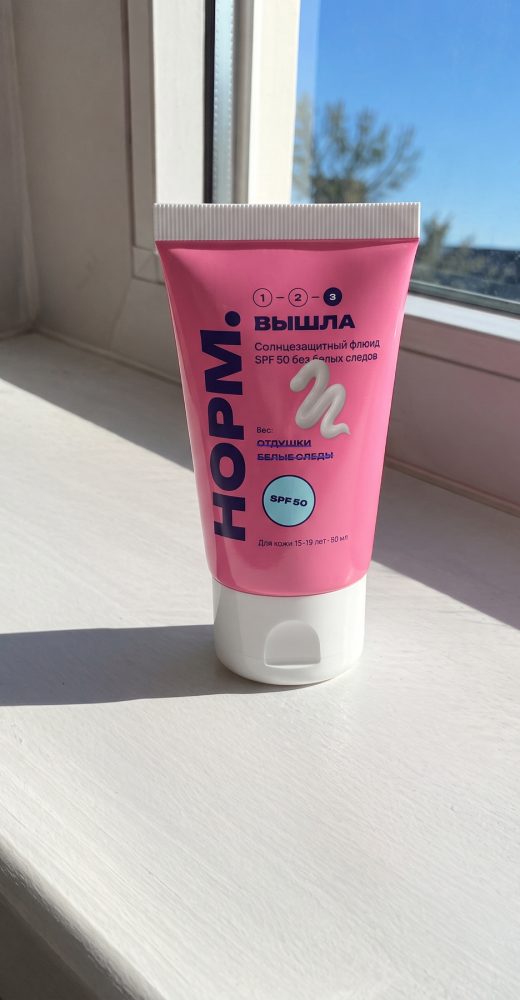 1 – 2 – 3
ВЫШЛА
Солнцезащитный флюид
SPF 50 без белых следов
НОРМ.
Вес:
ОТДУШКИ
БЕЛЫЕ СЛЕДЫ
SPF 50
Для кожи 15–19 лет · 80 мл